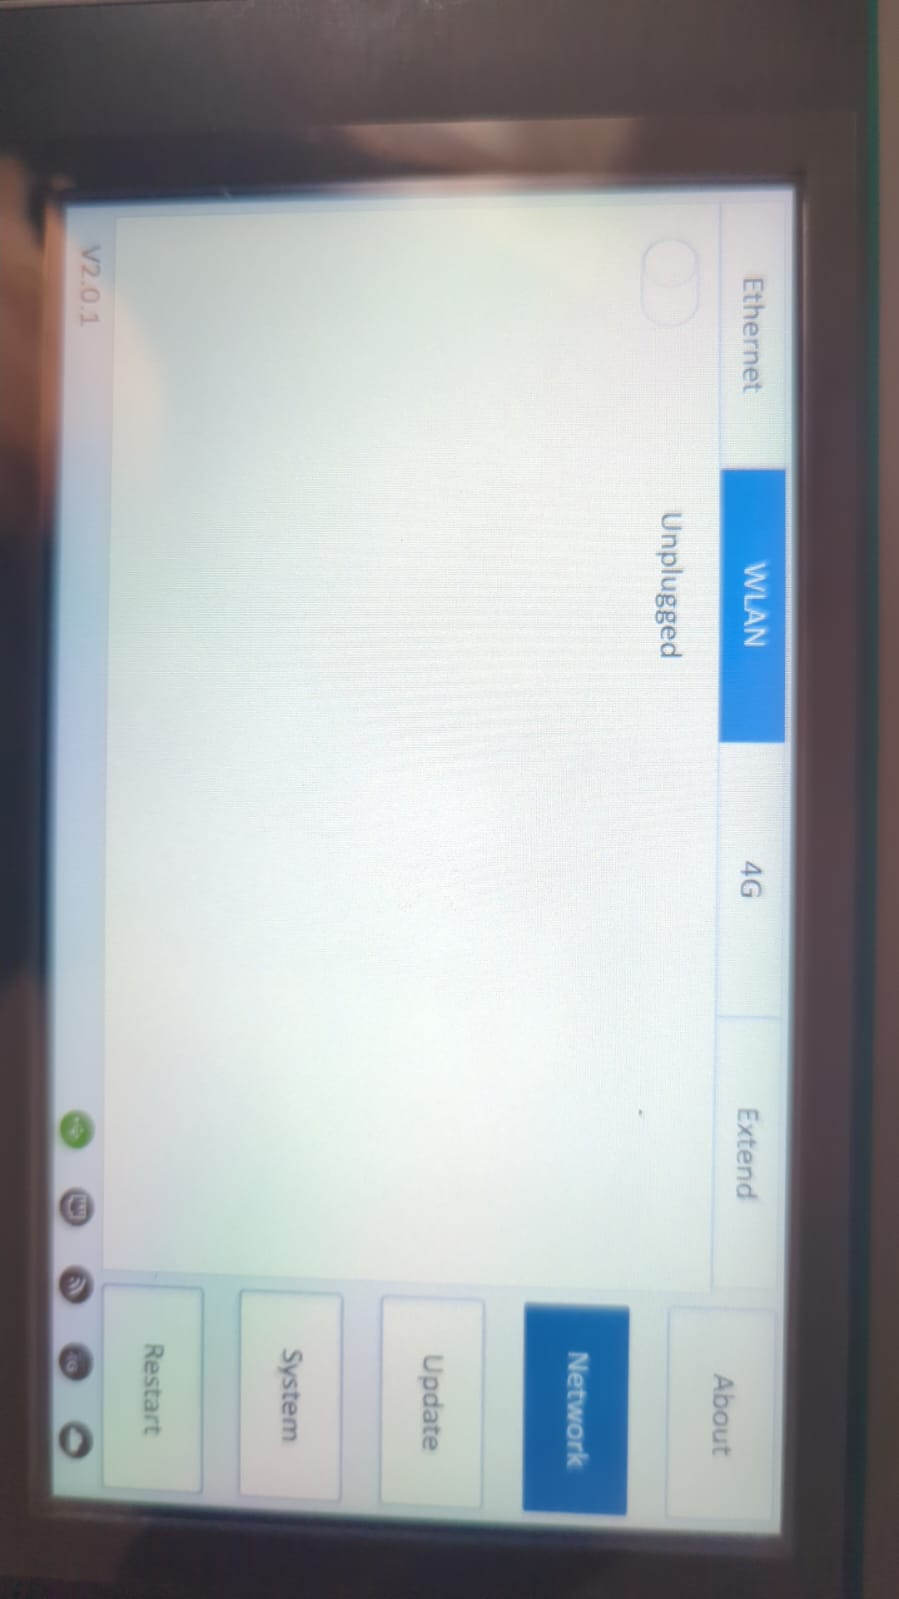 Ethernet WLAN 4G Extend
Unplugged
About
Network
Update
System
Restart
V2.0.1